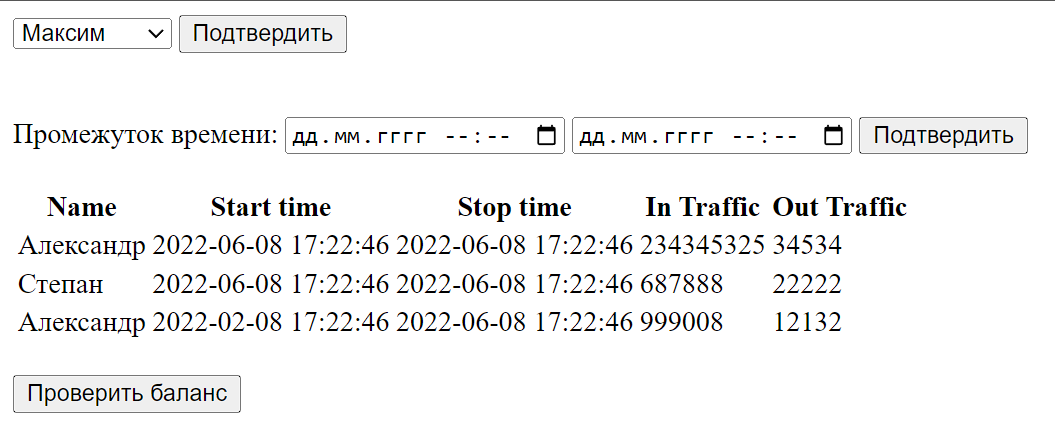 Максим Подтвердить
Промежуток времени: дд.мм.гггг --:-- дд.мм.гггг --:-- Подтвердить
Name Start time Stop time In Traffic Out Traffic
Александр 2022-06-08 17:22:46 2022-06-08 17:22:46 234345325 34534
Степан 2022-06-08 17:22:46 2022-06-08 17:22:46 687888 22222
Александр 2022-02-08 17:22:46 2022-06-08 17:22:46 999008 12132
Проверить баланс